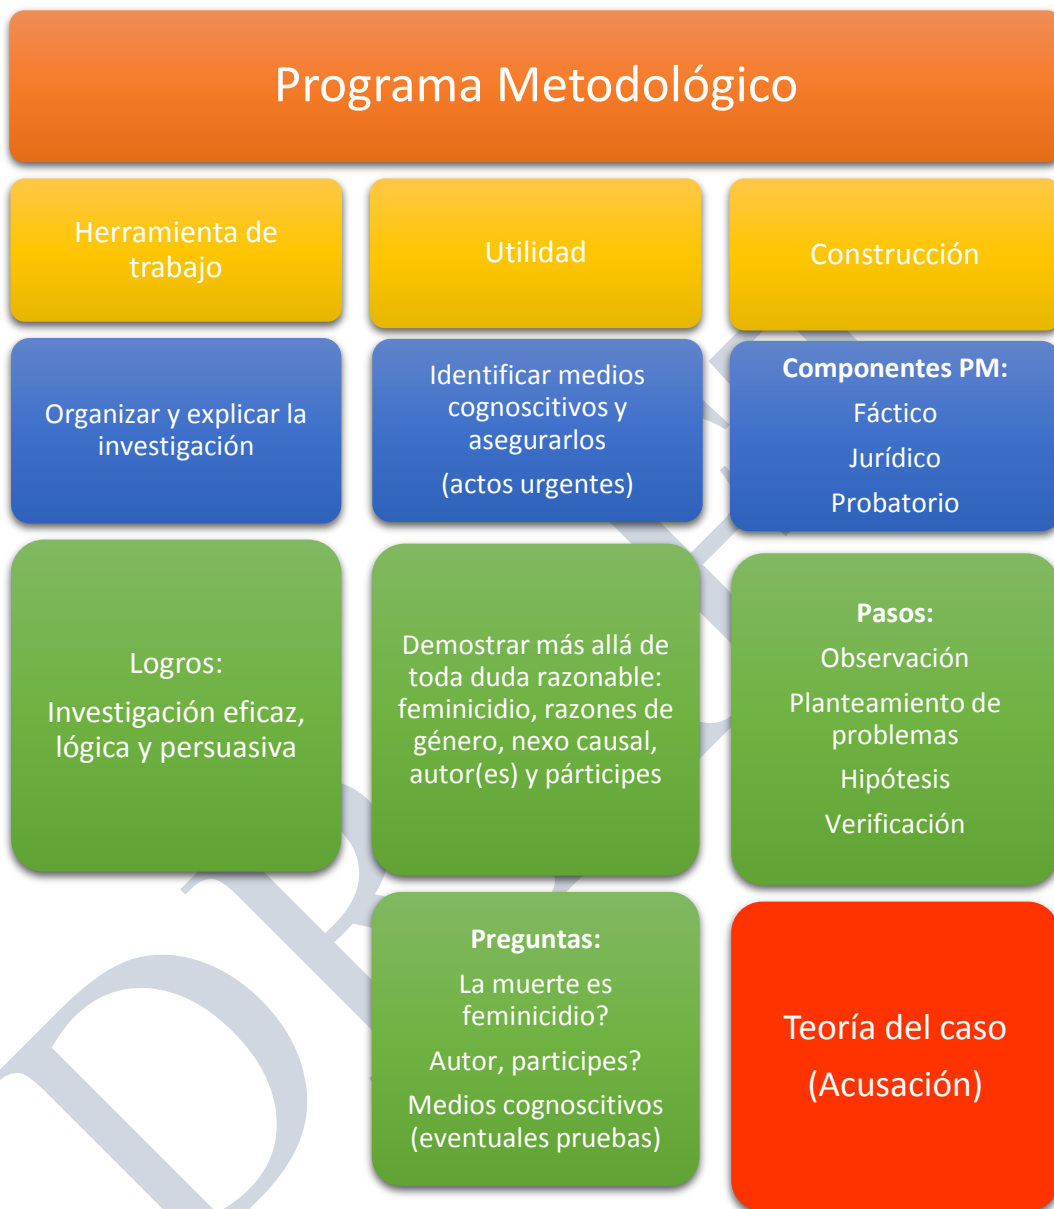 Programa Metodológico
Herramienta de
trabajo
Organizar y explicar la
investigación
Logros:
Investigación eficaz,
lógica y persuasiva
Utilidad
Identificar medios
cognoscitivos y
asegurarlos
(actos urgentes)
Demostrar más allá de
toda duda razonable:
feminicidio, razones de
género, nexo causal,
autor(es) y párticipes
Preguntas:
La muerte es
feminicidio?
Autor, participes?
Medios cognoscitivos
(eventuales pruebas)
Construcción
Componentes PM:
Fáctico
Jurídico
Probatorio
Pasos:
Observación
Planteamiento de
problemas
Hipótesis
Verificación
Teoría del caso
(Acusación)